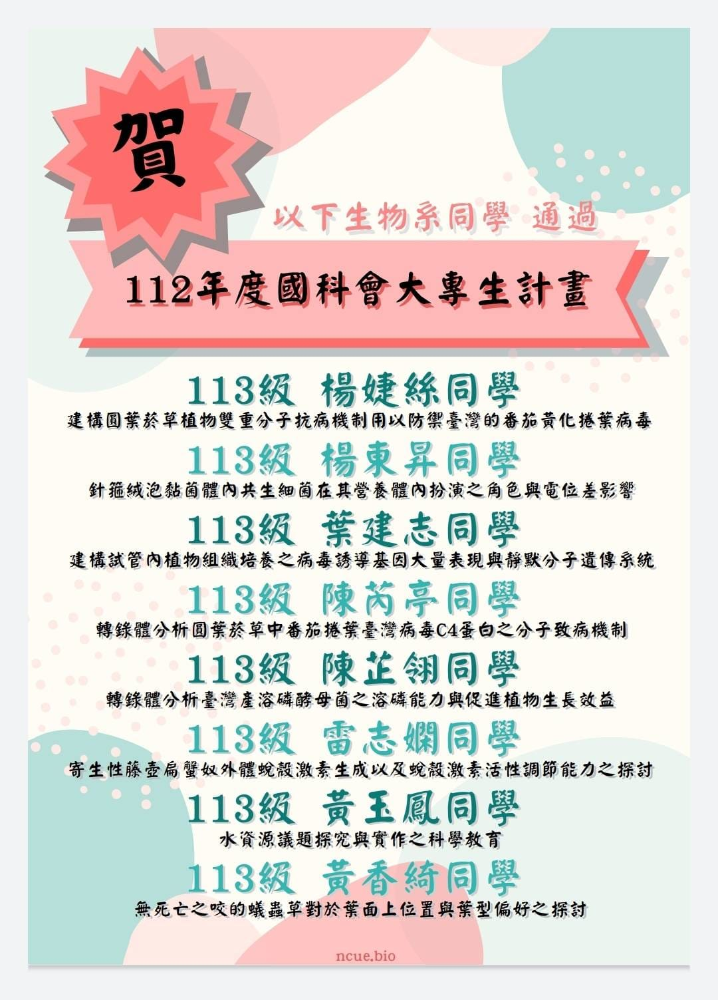 賀
以下生物系同學 通過
112年度國科會大專生計畫
113級 楊婕絲同學
建構圓葉菸草植物雙重分子抗病機制用以防禦臺灣的番茄黃化捲葉病毒
113級 楊東昇同學
針箍絨泡黏菌體內共生細菌在其營養體內扮演之角色與電位差影響
113級 葉建志同學
建構試管內植物組織培養之病毒誘導基因大量表現與靜默分子遺傳系統
113級 陳芮亭同學
轉錄體分析圓葉菸草中番茄捲葉臺灣病毒C4蛋白之分子致病機制
113級 陳芷翎同學
轉錄體分析臺灣產溶磷酵母菌之溶磷能力與促進植物生長效益
113級 雷志嫻同學
寄生性藤壺扁蟹奴外體蛻殼激素生成以及蛻殼激素活性調節能力之探討
113級 黃玉鳳同學
水資源議題探究與實作之科學教育
113級 黃香綺同學
無死亡之咬的蟻蟲草對於葉面上位置與葉型偏好之探討
ncue.bio